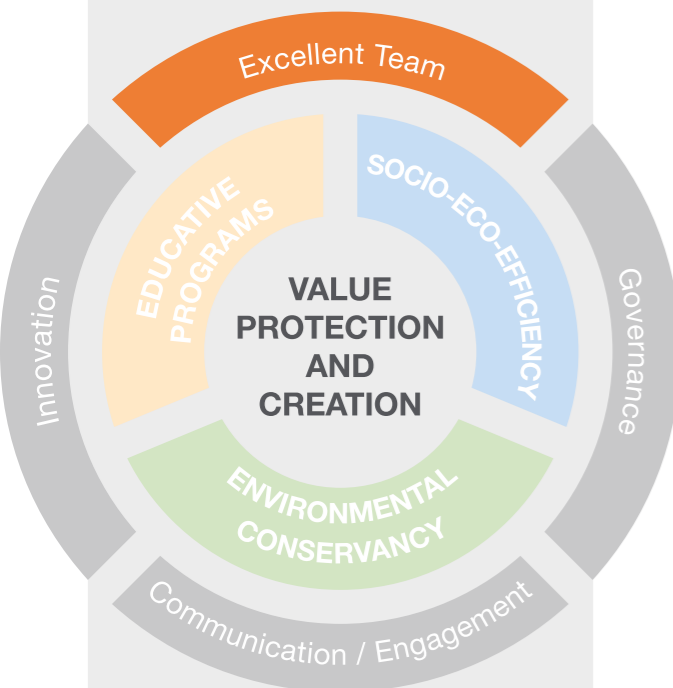 Excellent Team
EDUCATIVE
PROGRAMS
SOCIO-ECO-EFFICIENCY
Innovation
VALUE
PROTECTION
AND
CREATION
Governance
ENVIRONMENTAL
CONSERVANCY
Communication / Engagement